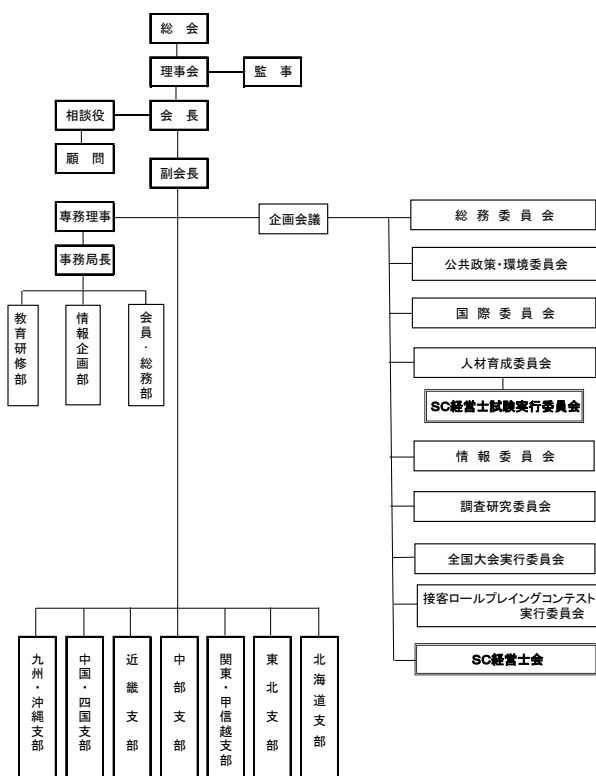 総 会
理事会
監 事
相談役
会 長
顧 問
副会長
専務理事
企画会議
事務局長
教育研修部
情報企画部
会員・総務部
総 務 委 員 会
公共政策・環境委員会
国 際 委 員 会
人材育成委員会
SC経営士試験実行委員会
情 報 委 員 会
調査研究委員会
全国大会実行委員会
接客ロールプレイングコンテスト
実行委員会
SC経営士会
九州・沖縄支部
中国・四国支部
近畿支部
中部支部
関東・甲信越支部
東北支部
北海道支部